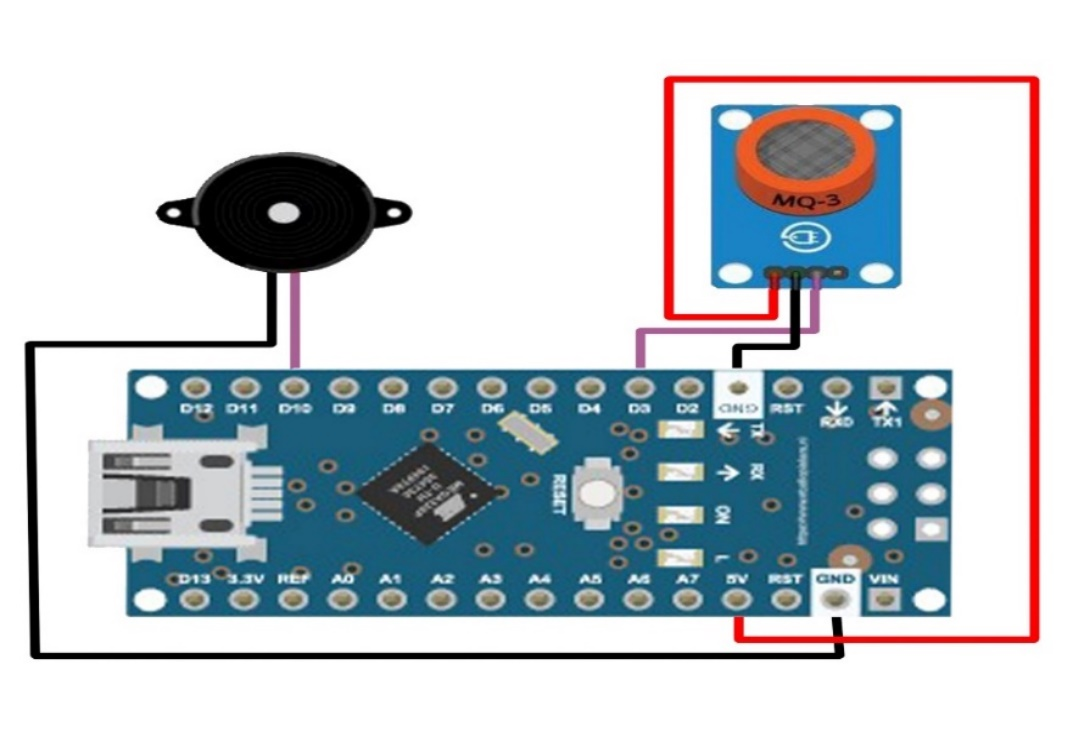 MQ-3
D12 D11 D10 D9 D8 D7 D6 D5 D4 D3 D2 GND RST RX0 TX1
TX
RX
ON
L
RESET
D13 3.3V REF A0 A1 A2 A3 A4 A5 A6 A7 5V RST GND VIN